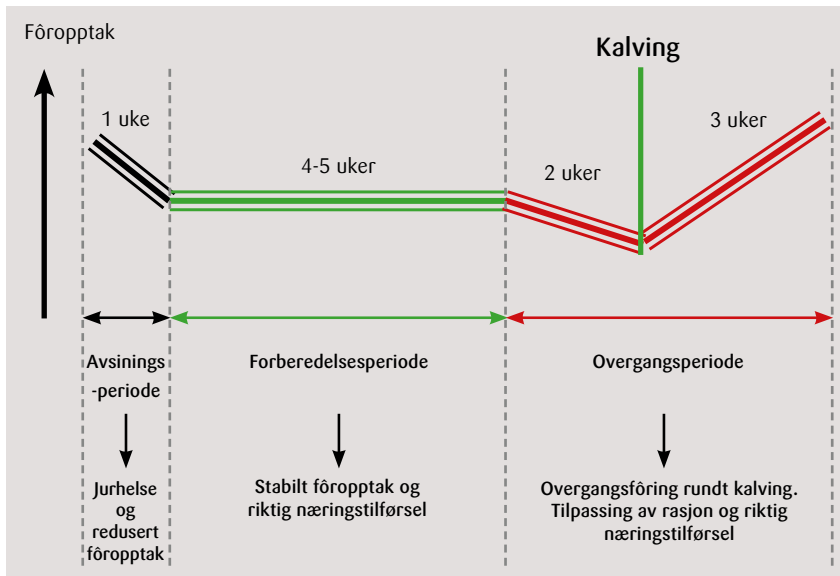 Fôropptak
Kalving
1 uke
3 uker
4-5 uker
2 uker
Avsinings
-periode
Forberedelsesperiode
Overgangsperiode
Jurhelse
og
redusert
fôropptak
Stabilt fôropptak og
riktig næringstilførsel
Overgangsfôring rundt kalving.
Tilpassing av rasjon og riktig
næringstilførsel